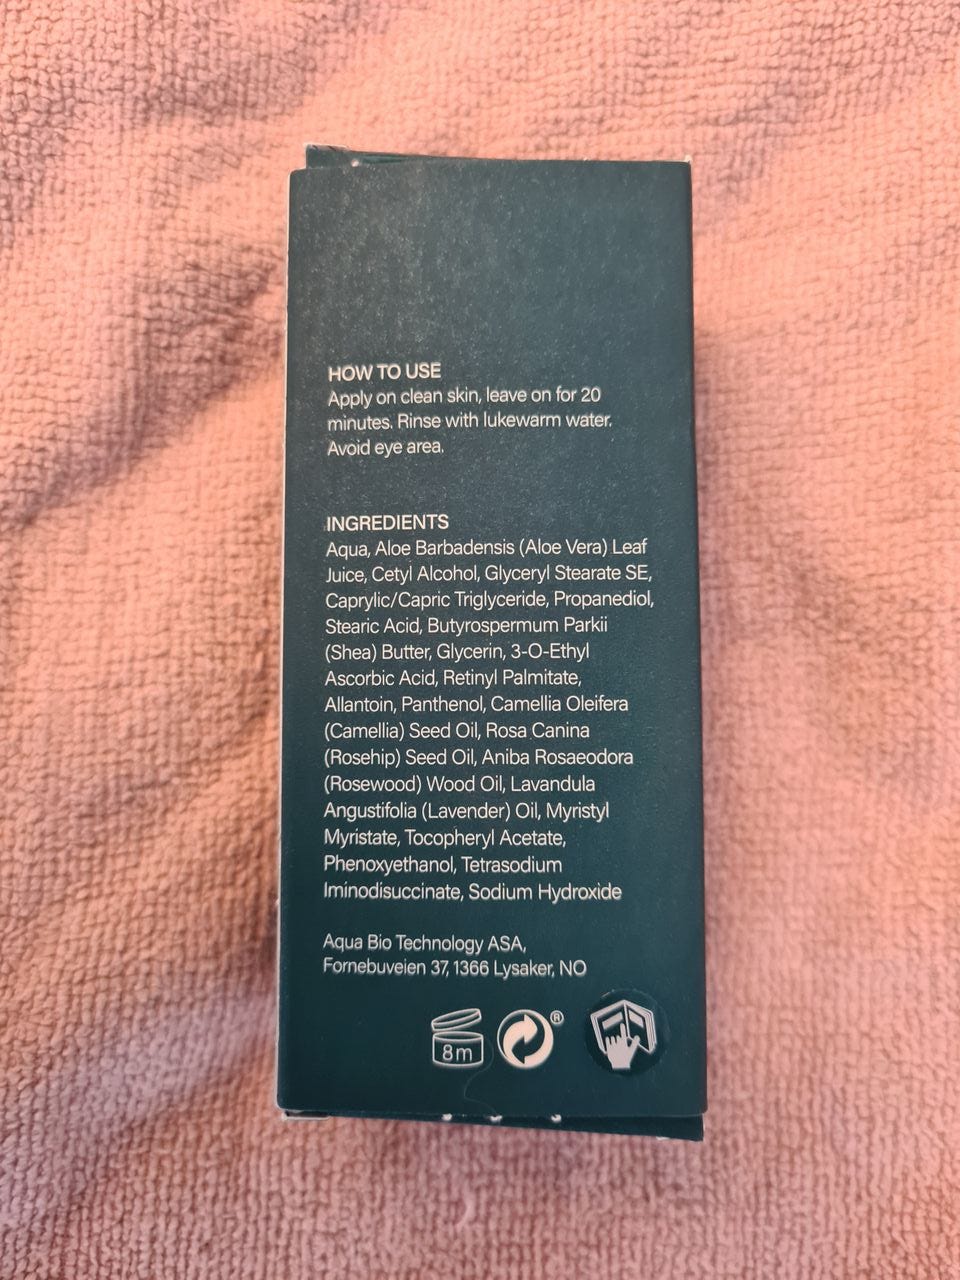 HOW TO USE
Apply on clean skin, leave on for 20
minutes. Rinse with lukewarm water.
Avoid eye area.
INGREDIENTS
Aqua, Aloe Barbadensis (Aloe Vera) Leaf
Juice, Cetyl Alcohol, Glyceryl Stearate SE,
Caprylic/Capric Triglyceride, Propanediol,
Stearic Acid, Butyrospermum Parkii
(Shea) Butter, Glycerin, 3-O-Ethyl
Ascorbic Acid, Retinyl Palmitate,
Allantoin, Panthenol, Camellia Oleifera
(Camellia) Seed Oil, Rosa Canina
(Rosehip) Seed Oil, Aniba Rosaeodora
(Rosewood) Wood Oil, Lavandula
Angustifolia (Lavender) Oil, Myristyl
Myristate, Tocopheryl Acetate,
Phenoxyethanol, Tetrasodium
Iminodisuccinate, Sodium Hydroxide
Aqua Bio Technology ASA,
Fornebuveien 37, 1366 Lysaker, NO
8m ®